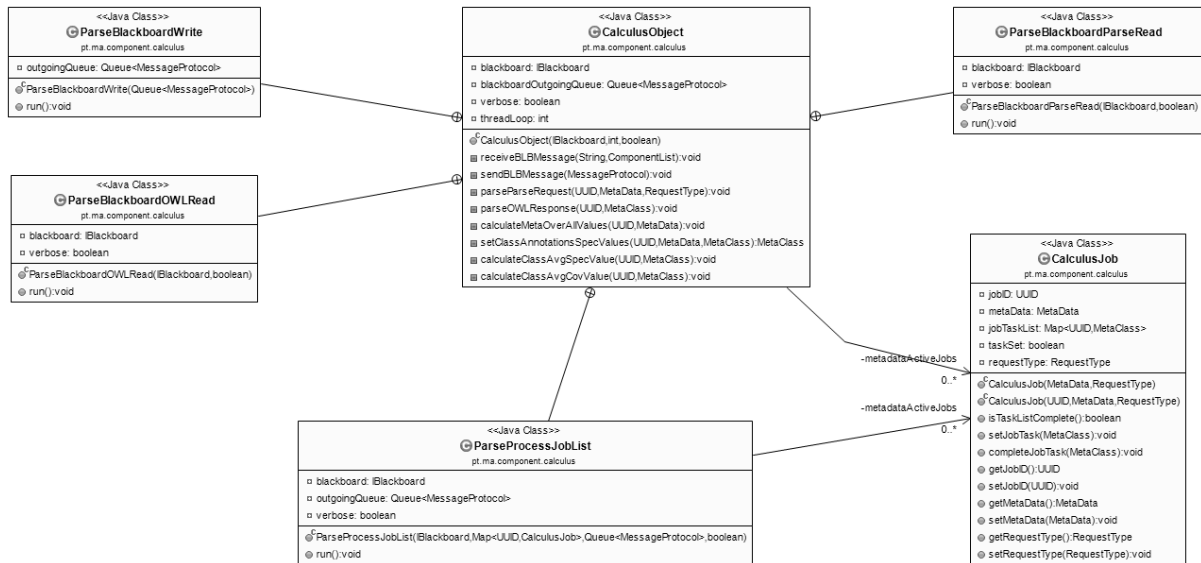 <<Java Class>>
ParseBlackboardWrite
pt.ma.component.calculus
outgoingQueue: Queue<MessageProtocol>
ParseBlackboardWrite(Queue<MessageProtocol>)
run():void
<<Java Class>>
CalculusObject
pt.ma.component.calculus
blackboard: IBlackboard
blackboardOutgoingQueue: Queue<MessageProtocol>
verbose: boolean
threadLoop: int
CalculusObject(IBlackboard,int,boolean)
receiveBLBMessage(String,ComponentList):void
sendBLBMessage(MessageProtocol):void
parseParseRequest(UUID,MetaData,RequestType):void
parseOWLResponse(UUID,MetaClass):void
calculateMetaOverAllValues(UUID,MetaData):void
setClassAnnotationsSpecValues(UUID,MetaData,MetaClass):MetaClass
calculateClassAvgSpecValue(UUID,MetaClass):void
calculateClassAvgCovValue(UUID,MetaClass):void
<<Java Class>>
ParseBlackboardParseRead
pt.ma.component.calculus
blackboard: IBlackboard
verbose: boolean
ParseBlackboardParseRead(IBlackboard,boolean)
run():void
<<Java Class>>
ParseBlackboardOWLRead
pt.ma.component.calculus
blackboard: IBlackboard
verbose: boolean
ParseBlackboardOWLRead(IBlackboard,boolean)
run():void
<<Java Class>>
CalculusJob
pt.ma.component.calculus
jobID: UUID
metaData: MetaData
jobTaskList: Map<UUID,MetaClass>
taskSet: boolean
requestType: RequestType
CalculusJob(MetaData,RequestType)
CalculusJob(UUID,MetaData,RequestType)
isTaskListComplete():boolean
setJobTask(MetaClass):void
completeJobTask(MetaClass):void
getJobID():UUID
setJobID(UUID):void
getMetaData():MetaData
setMetaData(MetaData):void
getRequestType():RequestType
setRequestType(RequestType):void
-metadataActiveJobs
0..*
-metadataActiveJobs
0..*
<<Java Class>>
ParseProcessJobList
pt.ma.component.calculus
blackboard: IBlackboard
outgoingQueue: Queue<MessageProtocol>
verbose: boolean
ParseProcessJobList(IBlackboard,Map<UUID,CalculusJob>,Queue<MessageProtocol>,boolean)
run():void